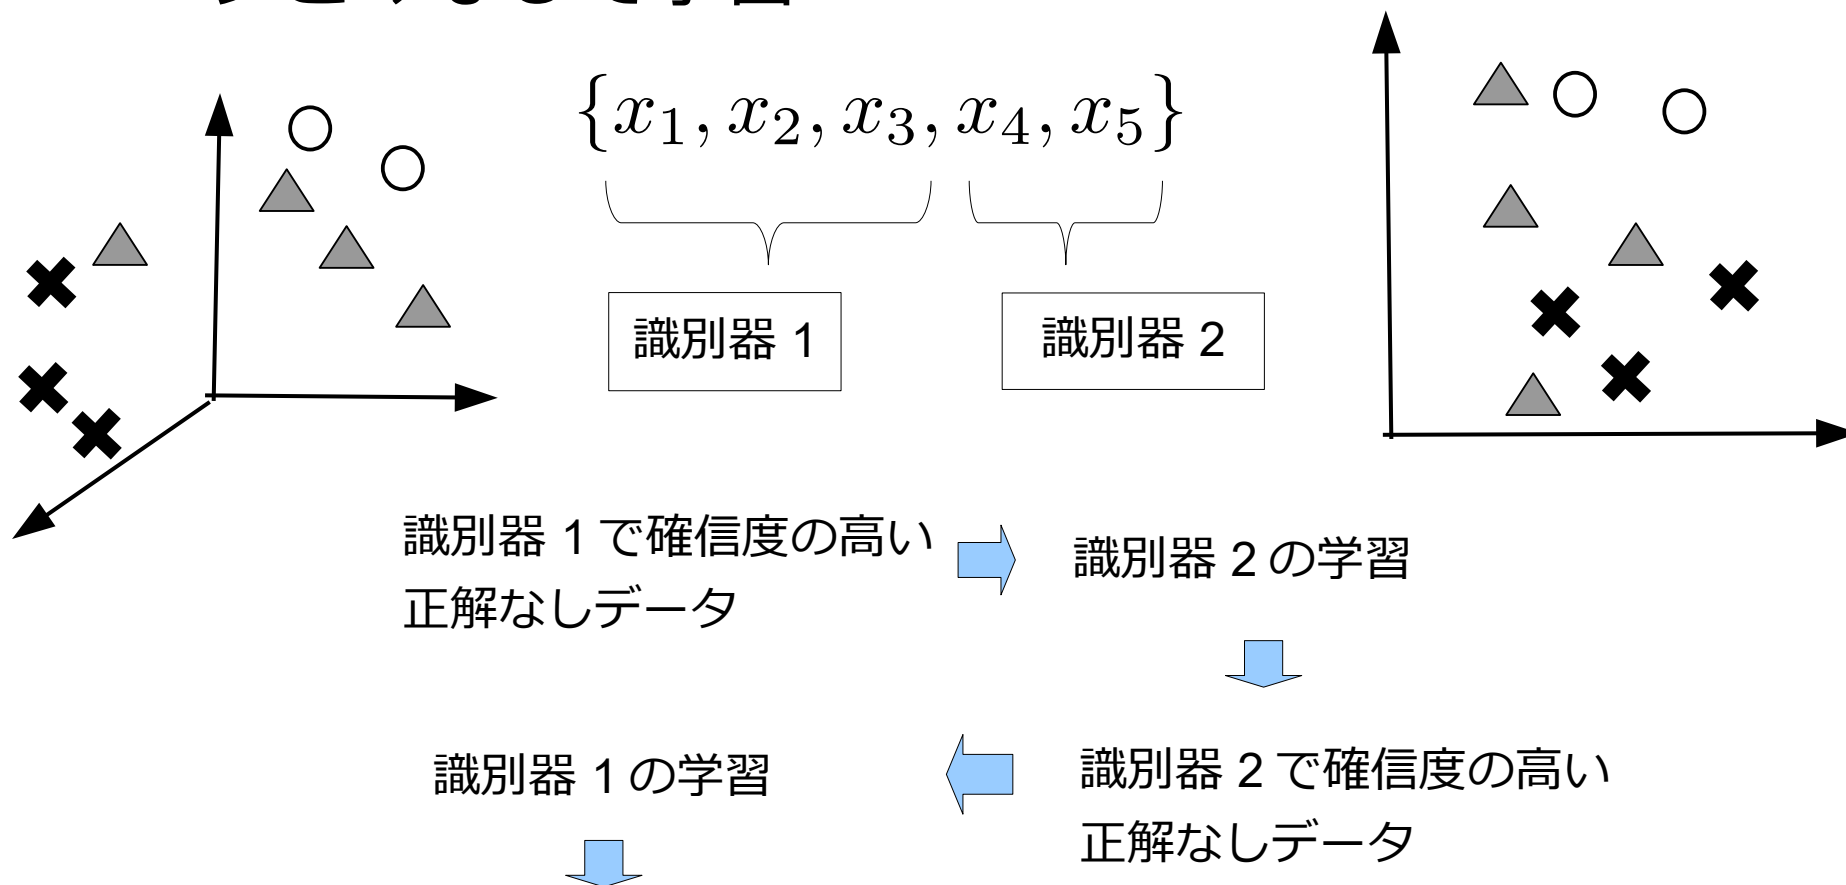 {x₁, x₂, x₃, x₄, x₅}
識別器 1
識別器 2
識別器 1 で確信度の高い
正解なしデータ
識別器 2 の学習
識別器 2 で確信度の高い
正解なしデータ
識別器 1 の学習